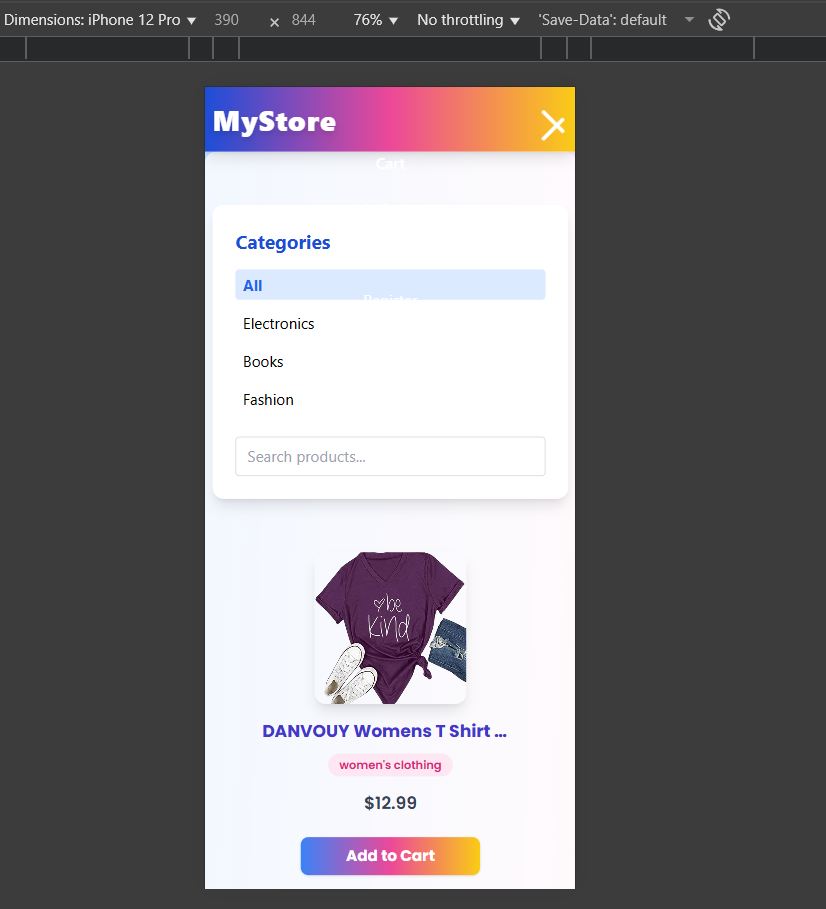 Dimensions: iPhone 12 Pro ▼ 390 × 844 76% ▼ No throttling ▼ 'Save-Data': default
MyStore
Cart
Categories
All
Register
Electronics
Books
Fashion
Search products...
be
kind
DANVOUY Womens T Shirt ...
women's clothing
$12.99
Add to Cart